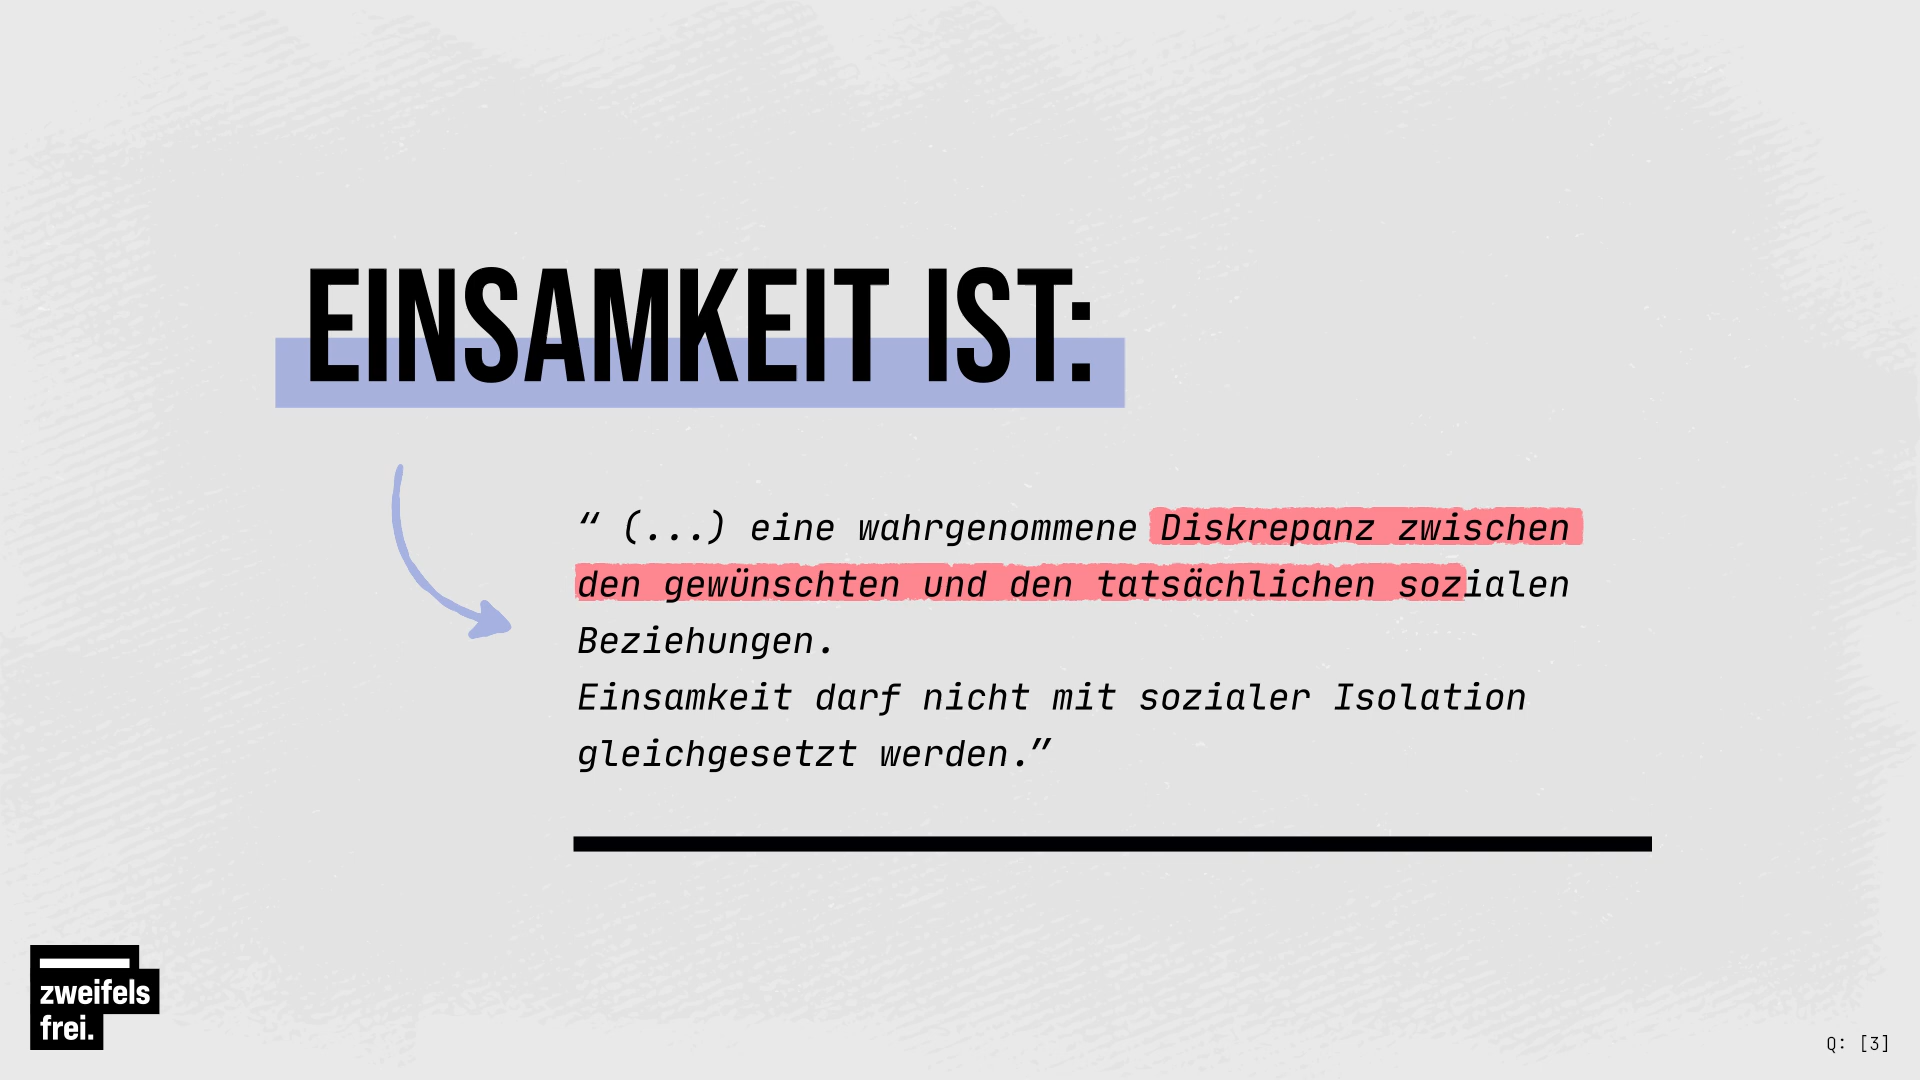 EINSAMKEIT IST:
“ (...) eine wahrgenommene Diskrepanz zwischen
den gewünschten und den tatsächlichen sozialen
Beziehungen.
Einsamkeit darf nicht mit sozialer Isolation
gleichgesetzt werden.”
zweifels
frei.
Q: [3]